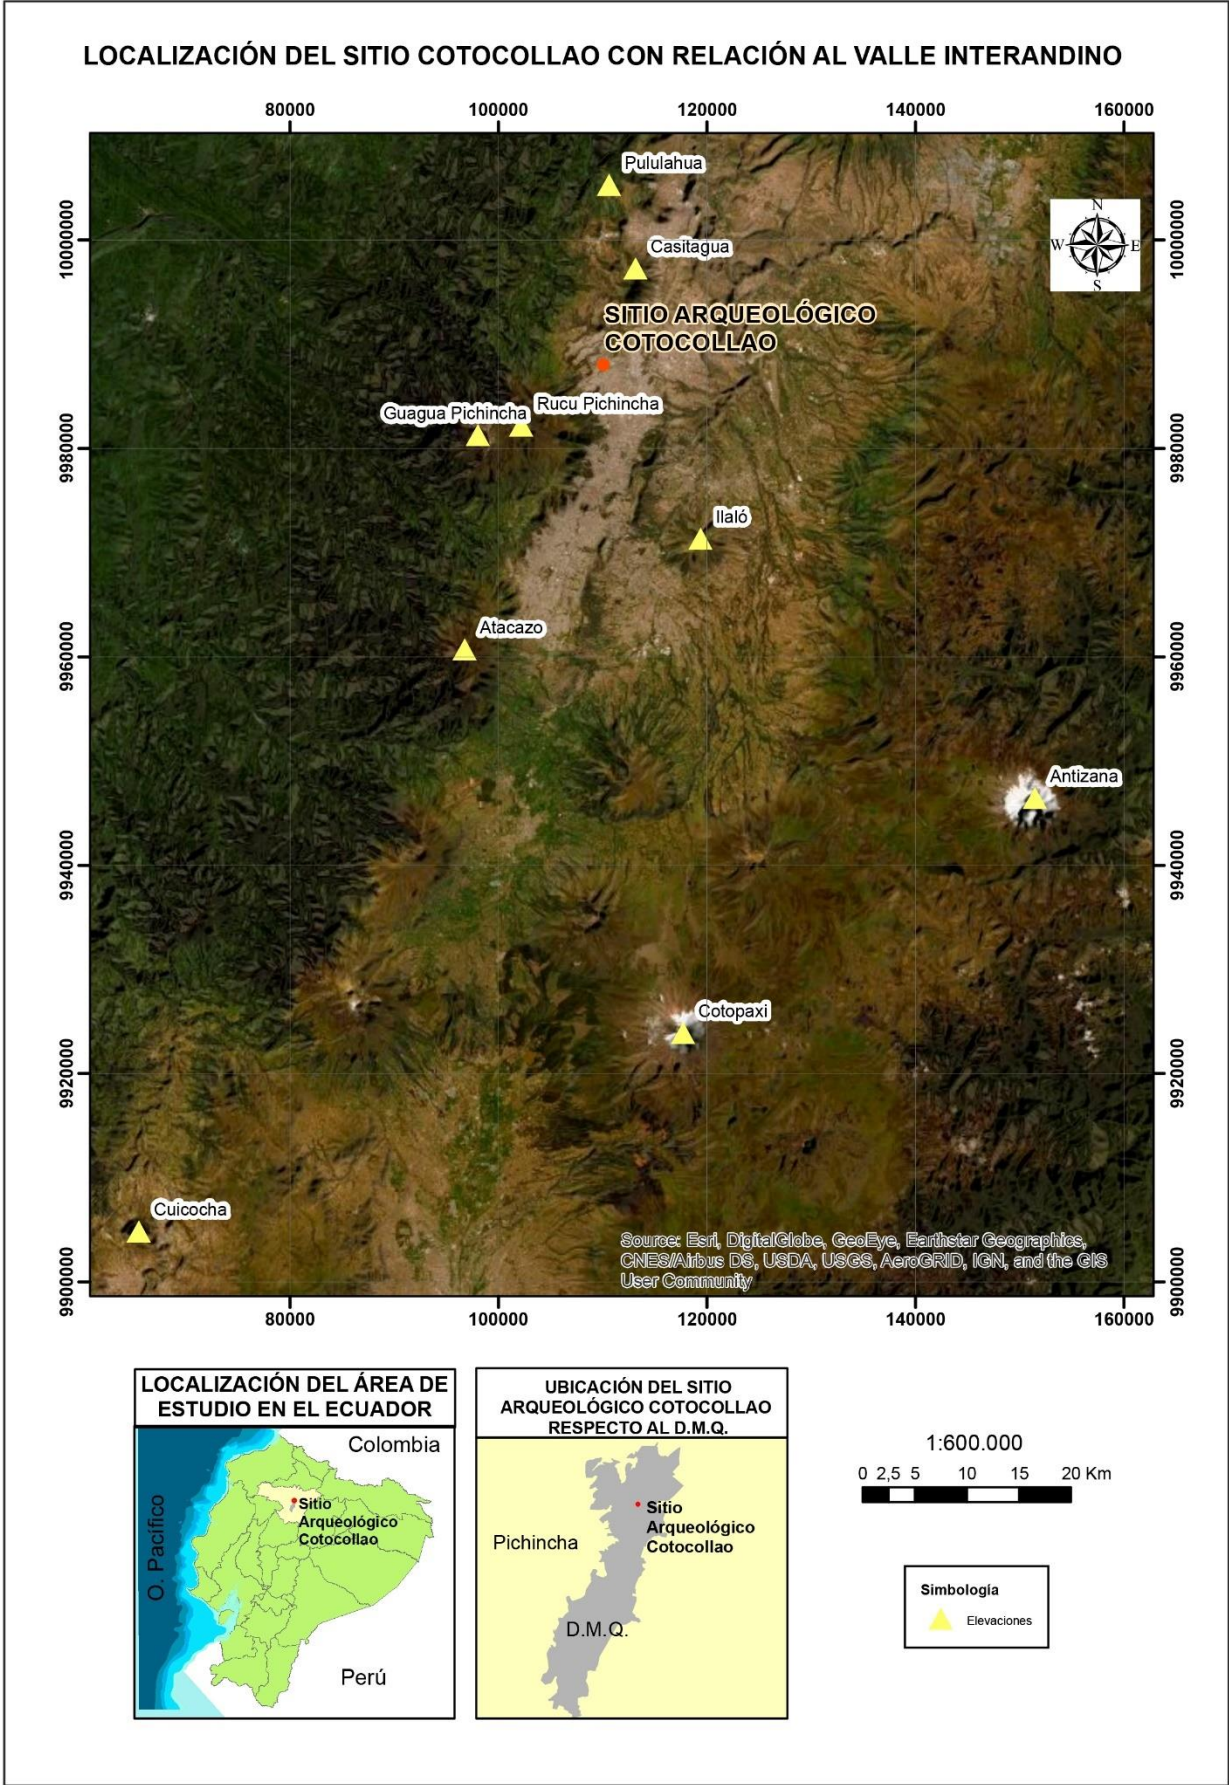 LOCALIZACIÓN DEL SITIO COTOCOLLAO CON RELACIÓN AL VALLE INTERANDINO
80000 100000 120000 140000 160000
Pululahua
N
W E
S
10000000 10000000
Casitagua
SITIO ARQUEOLÓGICO
COTOCOLLAO
Guagua Pichincha Rucu Pichincha
9980000 9980000
Ilaló
Atacazo
9960000 9960000
Antizana
9940000 9940000
Cotopaxi
9920000 9920000
Cuicocha
Source: Esri, DigitalGlobe, GeoEye, Earthstar Geographics,
CNES/Airbus DS, USDA, USGS, AeroGRID, IGN, and the GIS
User Community
9900000 9900000
80000 100000 120000 140000 160000
LOCALIZACIÓN DEL ÁREA DE
ESTUDIO EN EL ECUADOR
Colombia
O. Pacífico
Sitio
Arqueológico
Cotocollao
Perú
UBICACIÓN DEL SITIO
ARQUEOLÓGICO COTOCOLLAO
RESPECTO AL D.M.Q.
Sitio
Arqueológico
Cotocollao
Pichincha
D.M.Q.
1:600.000
0 2,5 5 10 15 20 Km
Simbología
Elevaciones